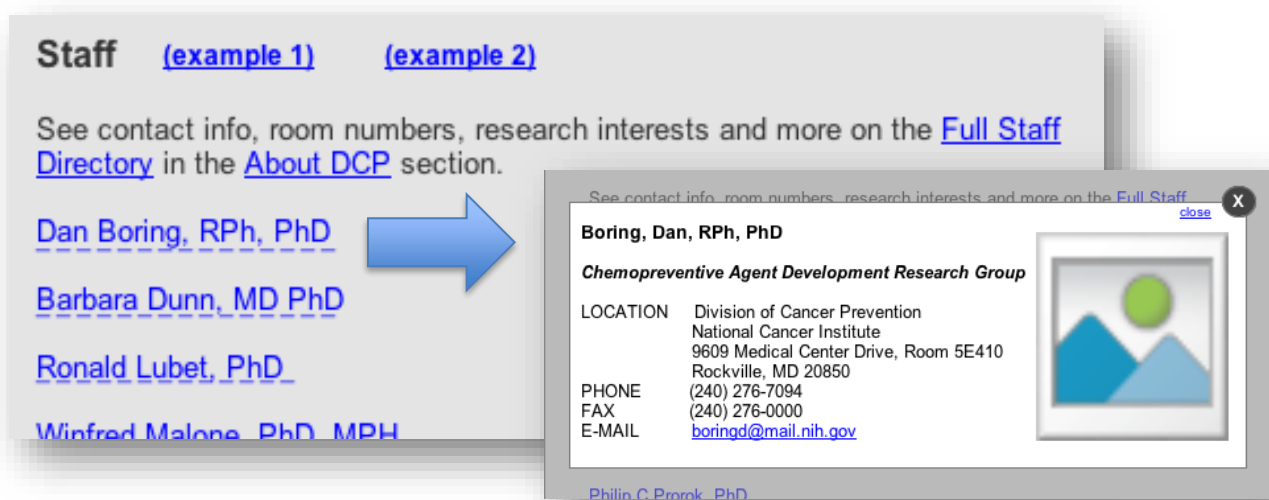 Staff (example 1) (example 2)
See contact info, room numbers, research interests and more on the Full Staff
Directory in the About DCP section.
Dan Boring, RPh, PhD
Barbara Dunn, MD PhD
Ronald Lubet, PhD
Winfred Malone, PhD, MPH
See contact info, room numbers, research interests and more on the Full Staff
close X
Boring, Dan, RPh, PhD
Chemopreventive Agent Development Research Group
LOCATION Division of Cancer Prevention
National Cancer Institute
9609 Medical Center Drive, Room 5E410
Rockville, MD 20850
PHONE (240) 276-7094
FAX (240) 276-0000
E-MAIL boringd@mail.nih.gov
Philip C Prorok, PhD